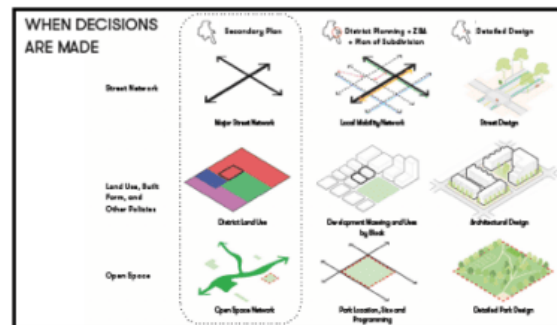 WHEN DECISIONS
ARE MADE
Secondary Plan
District Planning + ZBA
+ Plan of Subdivision
Detailed Design
Street Network
Major Street Network
Local Mobility Network
Street Design
Land Use, Built
Form, and
Other Policies
District Land Use
Development Massing and Uses
by Block
Architectural Design
Open Space
Open Space Network
Park Location, Size and
Programming
Detailed Park Design